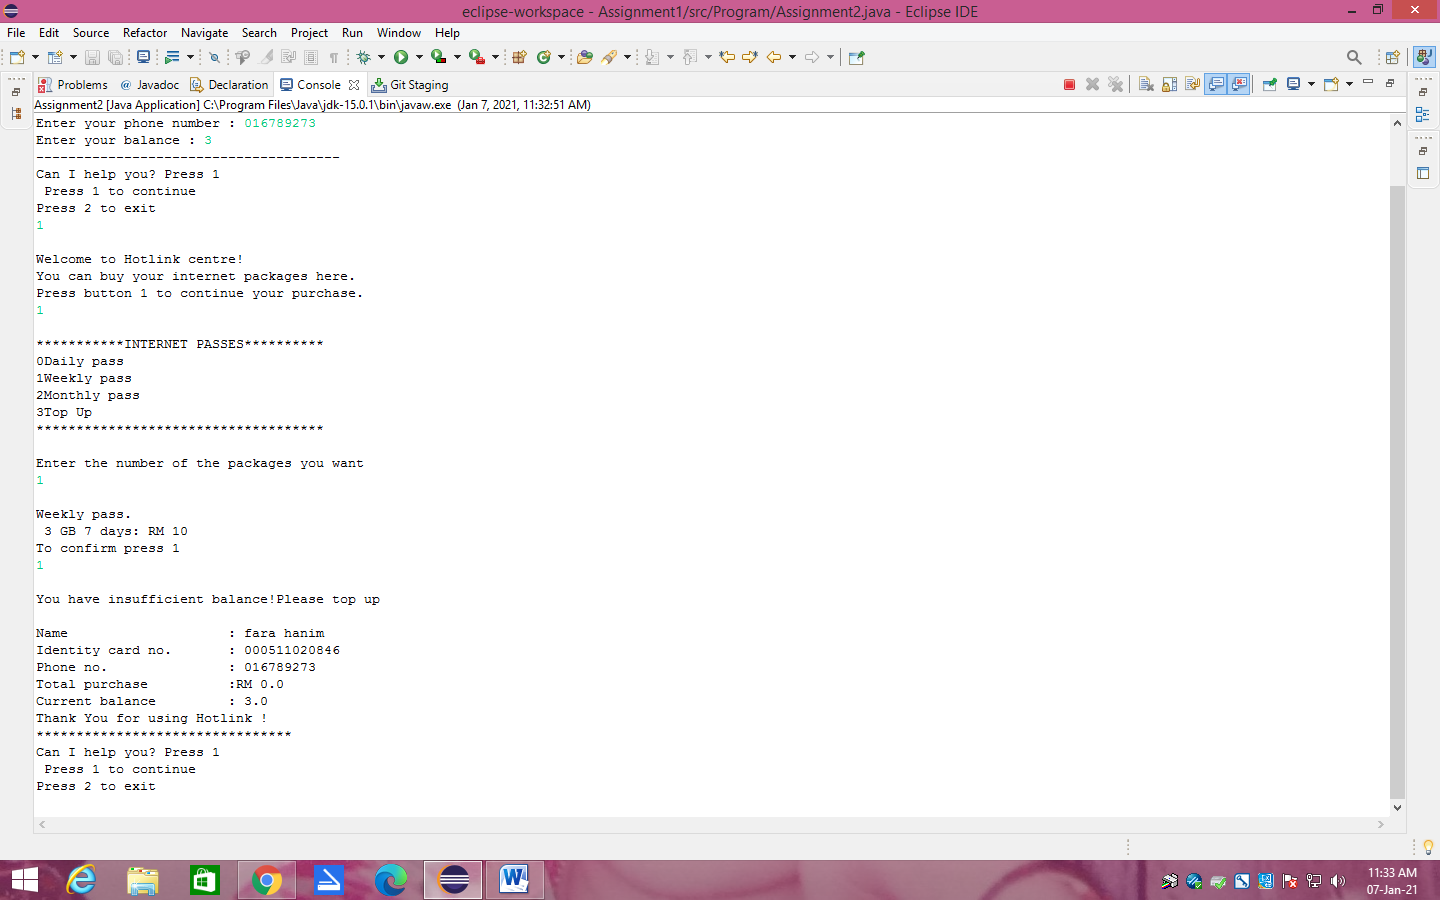 eclipse-workspace - Assignment1/src/Program/Assignment2.java - Eclipse IDE
File Edit Source Refactor Navigate Search Project Run Window Help
Problems @ Javadoc Declaration Console Git Staging
Assignment2 [Java Application] C:\Program Files\Java\jdk-15.0.1\bin\javaw.exe (Jan 7, 2021, 11:32:51 AM)
Enter your phone number : 016789273
Enter your balance : 3
--------------------------------------
Can I help you? Press 1
Press 1 to continue
Press 2 to exit
1
Welcome to Hotlink centre!
You can buy your internet packages here.
Press button 1 to continue your purchase.
1
***********INTERNET PASSES**********
0Daily pass
1Weekly pass
2Monthly pass
3Top Up
************************************
Enter the number of the packages you want
1
Weekly pass.
3 GB 7 days: RM 10
To confirm press 1
1
You have insufficient balance!Please top up
Name : fara hanim
Identity card no. : 000511020846
Phone no. : 016789273
Total purchase :RM 0.0
Current balance : 3.0
Thank You for using Hotlink !
********************************
Can I help you? Press 1
Press 1 to continue
Press 2 to exit
11:33 AM
07-Jan-21